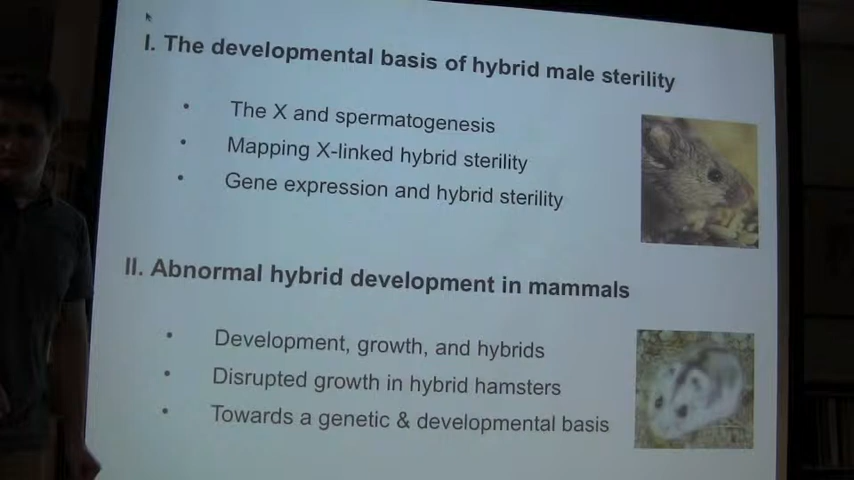 I. The developmental basis of hybrid male sterility
• The X and spermatogenesis
• Mapping X-linked hybrid sterility
• Gene expression and hybrid sterility
II. Abnormal hybrid development in mammals
• Development, growth, and hybrids
• Disrupted growth in hybrid hamsters
• Towards a genetic & developmental basis